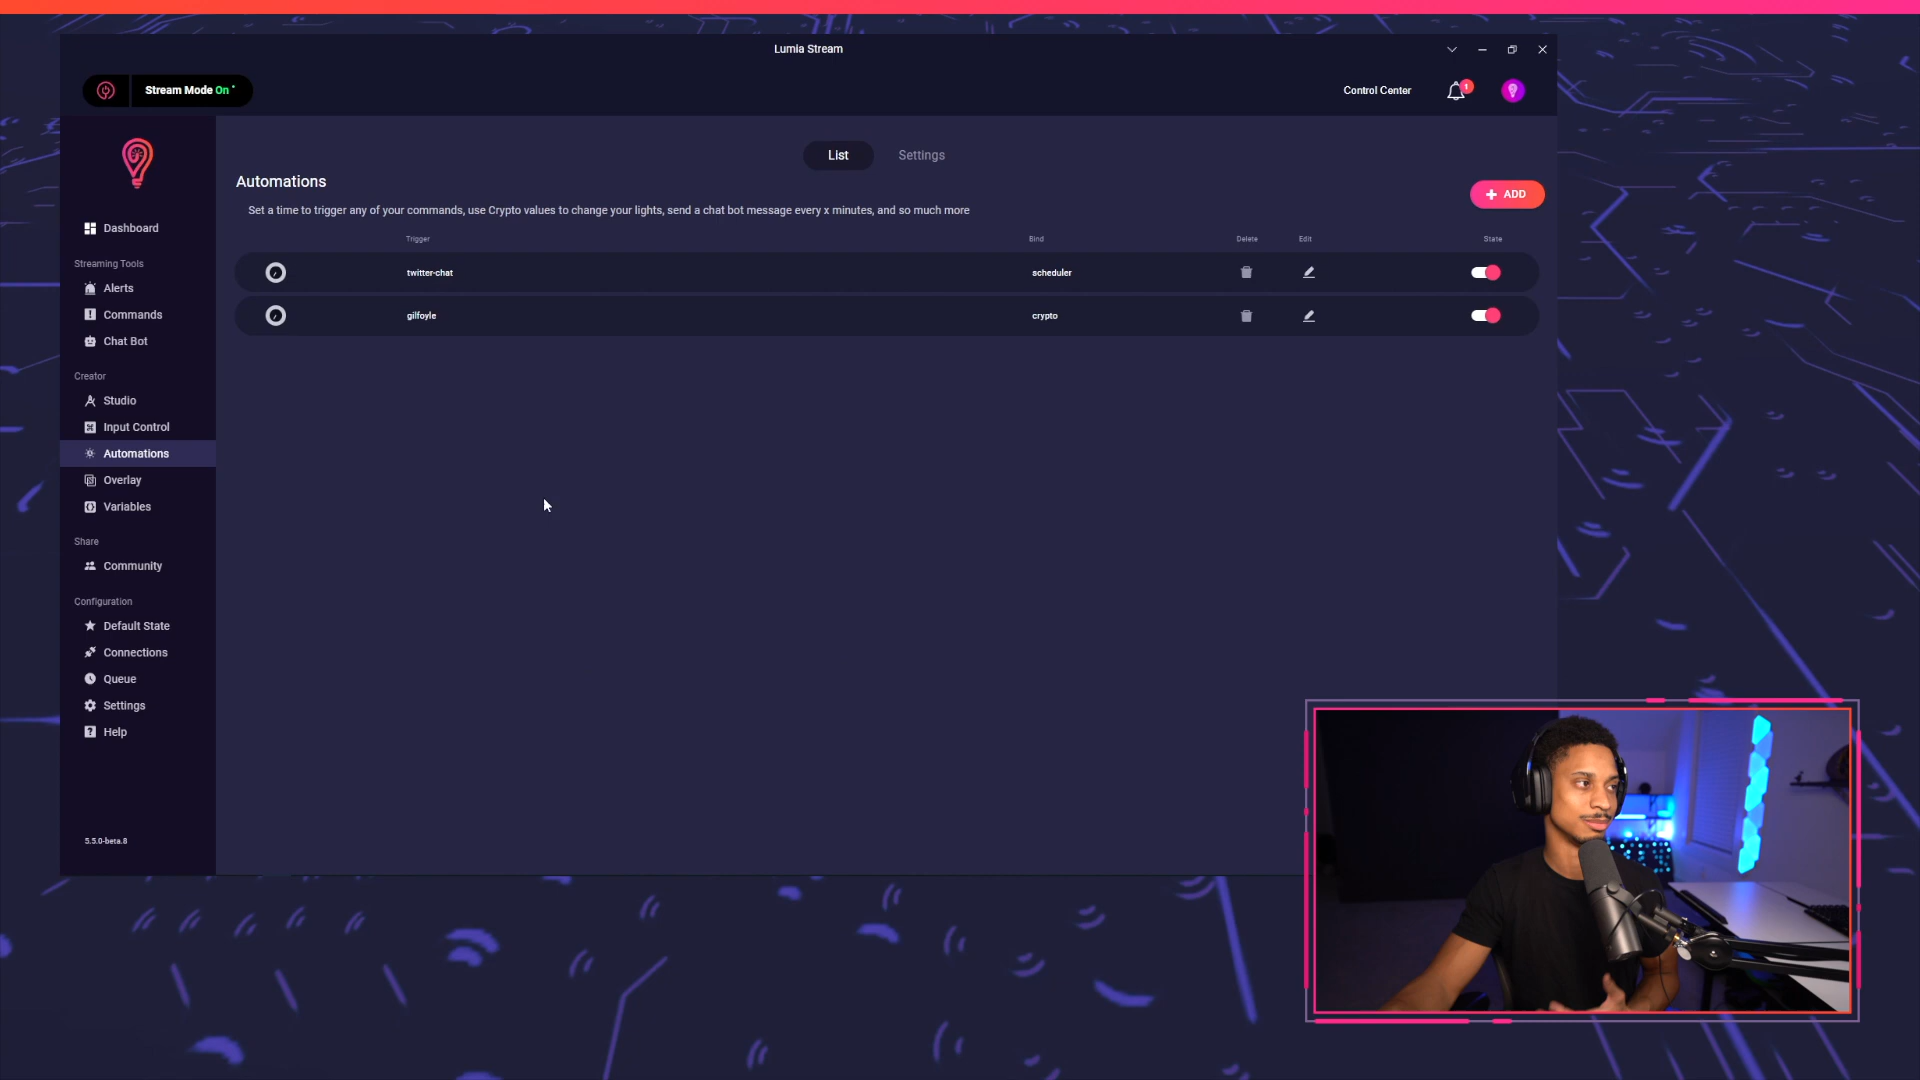 Lumia Stream
Stream Mode On
Control Center
1
List
Settings
Automations
ADD
Set a time to trigger any of your commands, use Crypto values to change your lights, send a chat bot message every x minutes, and so much more
Trigger
Bind
Delete
Edit
State
twitter-chat
scheduler
gilfoyle
crypto
Dashboard
Streaming Tools
Alerts
Commands
Chat Bot
Creator
Studio
Input Control
Automations
Overlay
Variables
Share
Community
Configuration
Default State
Connections
Queue
Settings
Help
5.5.0-beta.8